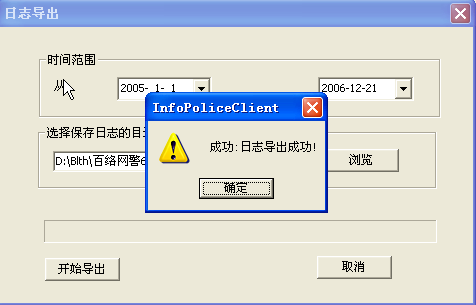 日志导出
时间范围
从
2005- 1- 1
2006-12-21
InfoPoliceClient
选择保存日志的目
成功:日志导出成功!
D:\Blth\百络网警6
浏览
确定
开始导出
取消